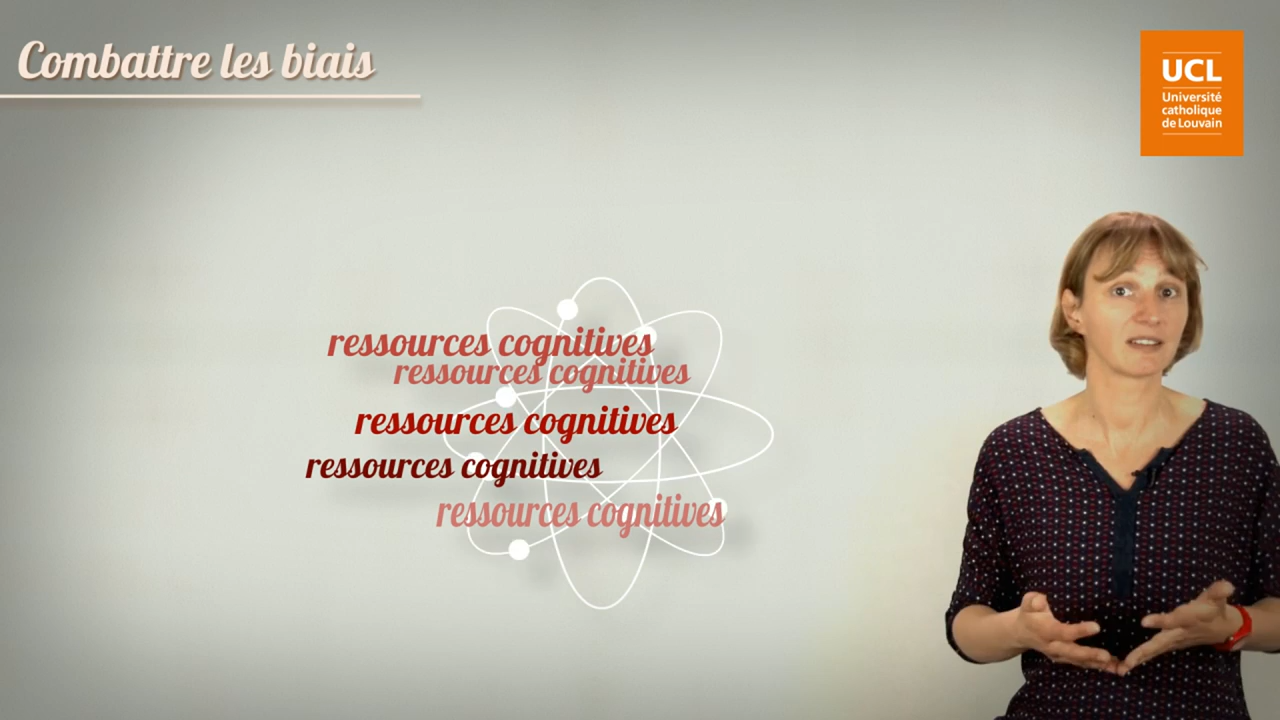 Combattre les biais
UCL
Université
catholique
de Louvain
ressources cognitives
ressources cognitives
ressources cognitives
ressources cognitives
ressources cognitives